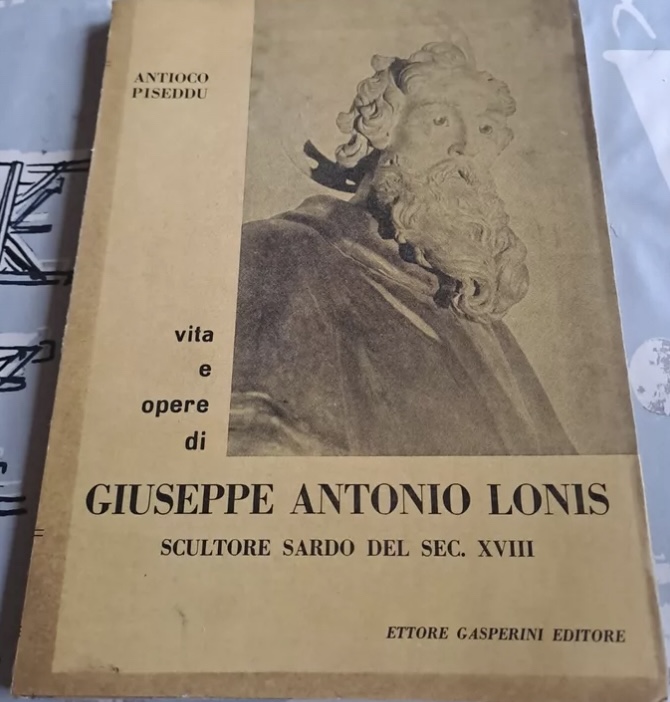 ANTIOCO
PISEDDU
vita
e
opere
di
GIUSEPPE ANTONIO LONIS
SCULTORE SARDO DEL SEC. XVIII
ETTORE GASPERINI EDITORE